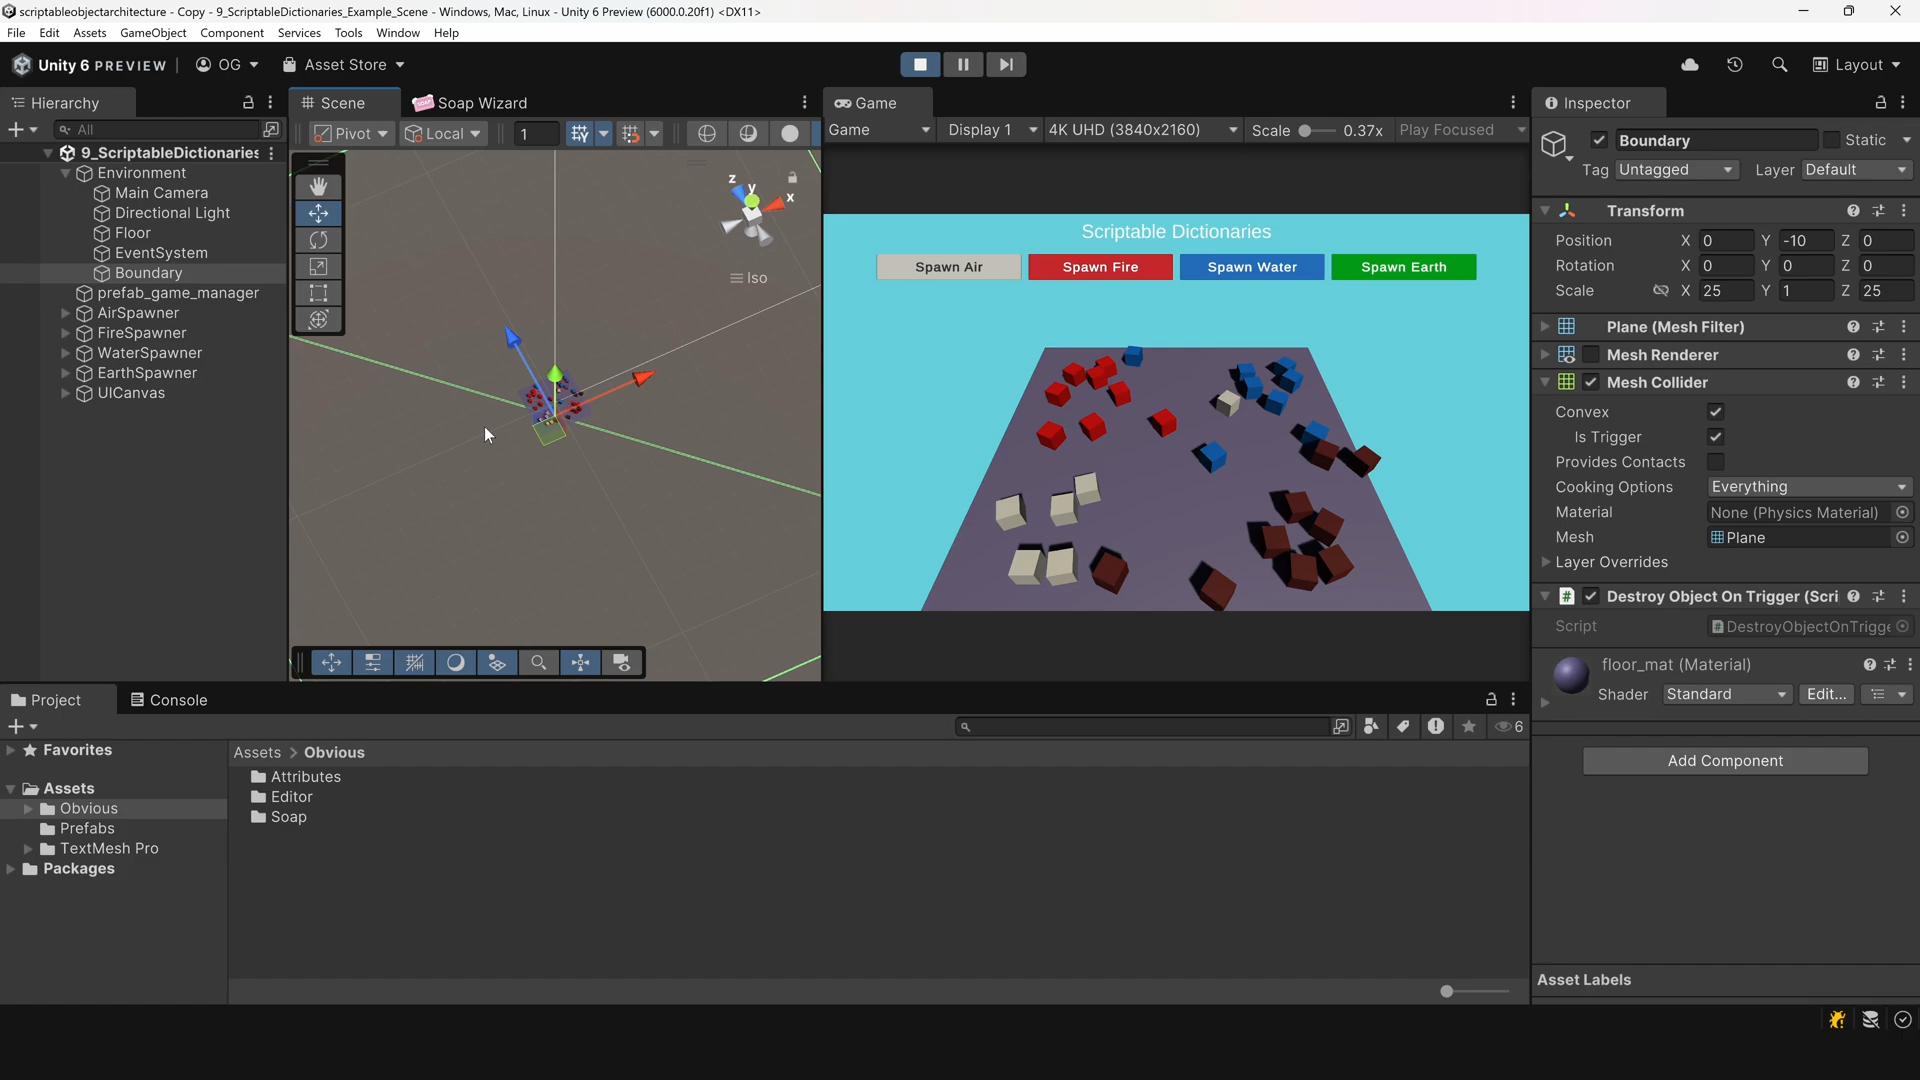 scriptableobjectarchitecture - Copy - 9_ScriptableDictionaries_Example_Scene - Windows, Mac, Linux - Unity 6 Preview (6000.0.20f1) <DX11>
File Edit Assets GameObject Component Services Tools Window Help
Unity 6 PREVIEW OG Asset Store Layout
Hierarchy
All
9_ScriptableDictionaries
Environment
Main Camera
Directional Light
Floor
EventSystem
Boundary
prefab_game_manager
AirSpawner
FireSpawner
WaterSpawner
EarthSpawner
UICanvas
Scene Soap Wizard
Pivot Local 1
z y x
Iso
Game
Game Display 1 4K UHD (3840x2160) Scale 0.37x Play Focused
Scriptable Dictionaries
Spawn Air Spawn Fire Spawn Water Spawn Earth
Inspector
Boundary Static
Tag Untagged Layer Default
Transform
Position X 0 Y -10 Z 0
Rotation X 0 Y 0 Z 0
Scale X 25 Y 1 Z 25
Plane (Mesh Filter)
Mesh Renderer
Mesh Collider
Convex
Is Trigger
Provides Contacts
Cooking Options Everything
Material None (Physics Material)
Mesh Plane
Layer Overrides
Destroy Object On Trigger (Scri
Script DestroyObjectOnTrigge
floor_mat (Material)
Shader Standard Edit...
Add Component
Asset Labels
Project Console
6
Favorites
Assets
Obvious
Prefabs
TextMesh Pro
Packages
Assets > Obvious
Attributes
Editor
Soap